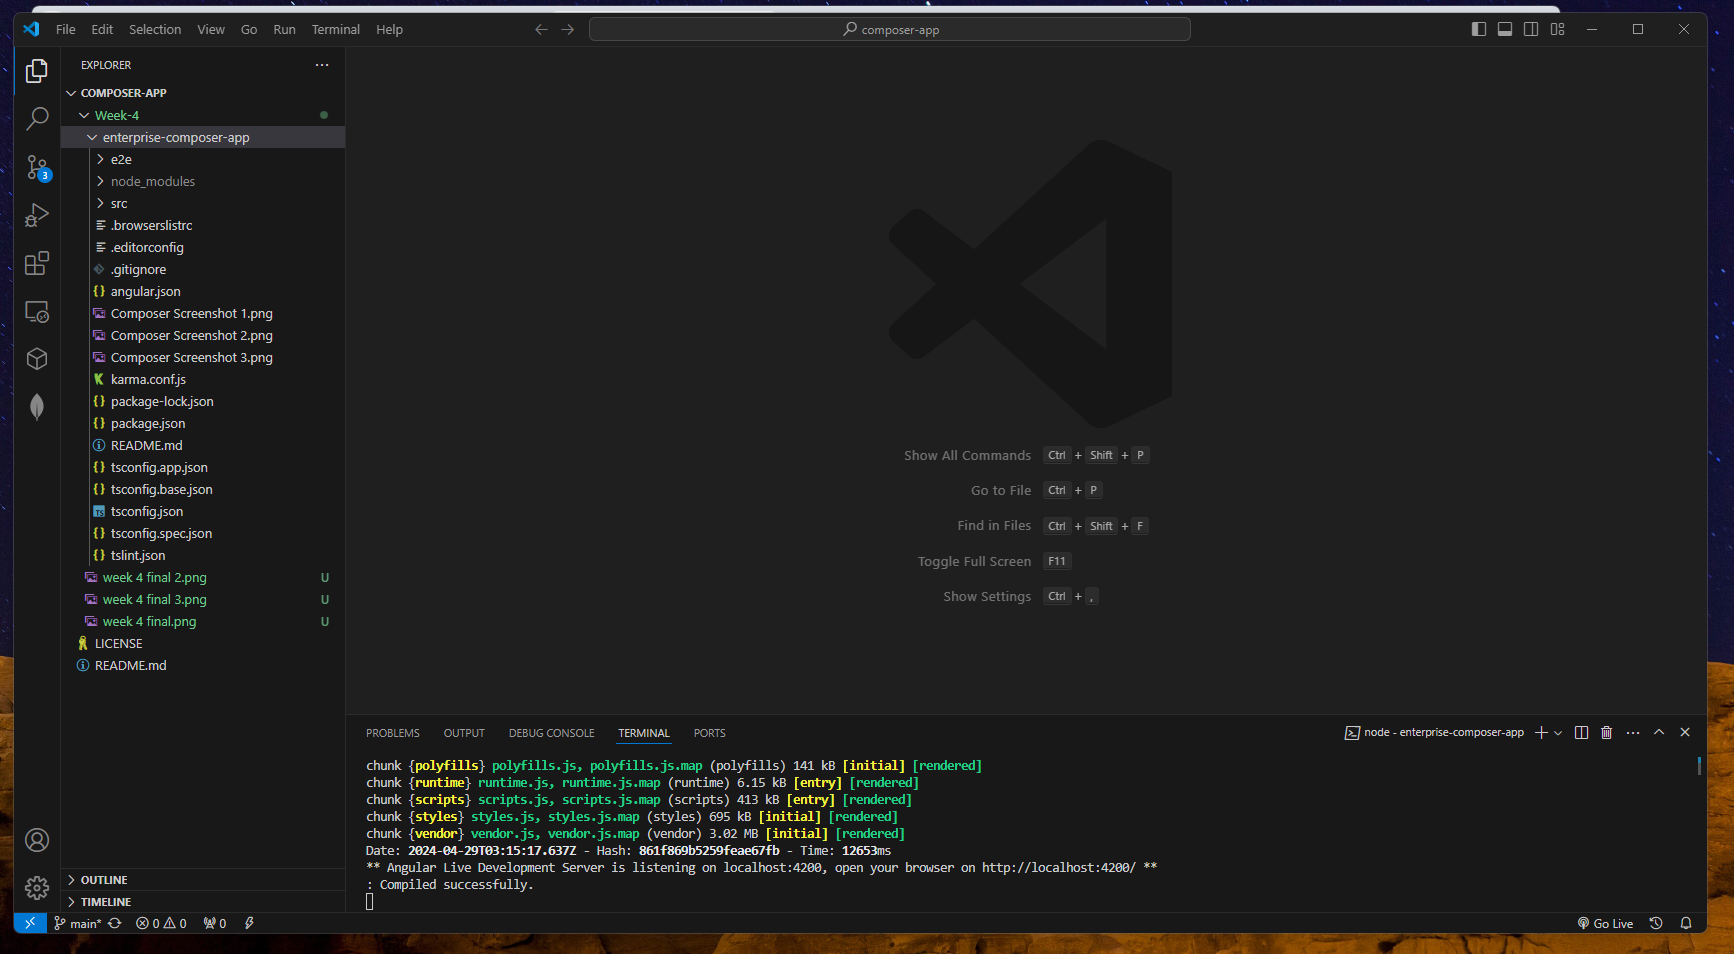 File Edit Selection View Go Run Terminal Help
composer-app
EXPLORER
COMPOSER-APP
Week-4
enterprise-composer-app
e2e
node_modules
src
.browserslistrc
.editorconfig
.gitignore
angular.json
Composer Screenshot 1.png
Composer Screenshot 2.png
Composer Screenshot 3.png
karma.conf.js
package-lock.json
package.json
README.md
tsconfig.app.json
tsconfig.base.json
tsconfig.json
tsconfig.spec.json
tslint.json
week 4 final 2.png U
week 4 final 3.png U
week 4 final.png U
LICENSE
README.md
OUTLINE
TIMELINE
3
Show All Commands Ctrl + Shift + P
Go to File Ctrl + P
Find in Files Ctrl + Shift + F
Toggle Full Screen F11
Show Settings Ctrl + ,
PROBLEMS OUTPUT DEBUG CONSOLE TERMINAL PORTS
node - enterprise-composer-app
chunk {polyfills} polyfills.js, polyfills.js.map (polyfills) 141 kB [initial] [rendered]
chunk {runtime} runtime.js, runtime.js.map (runtime) 6.15 kB [entry] [rendered]
chunk {scripts} scripts.js, scripts.js.map (scripts) 413 kB [entry] [rendered]
chunk {styles} styles.js, styles.js.map (styles) 695 kB [initial] [rendered]
chunk {vendor} vendor.js, vendor.js.map (vendor) 3.02 MB [initial] [rendered]
Date: 2024-04-29T03:15:17.637Z - Hash: 861f869b5259feae67fb - Time: 12653ms
** Angular Live Development Server is listening on localhost:4200, open your browser on http://localhost:4200/ **
: Compiled successfully.
main* 0 0 0
Go Live